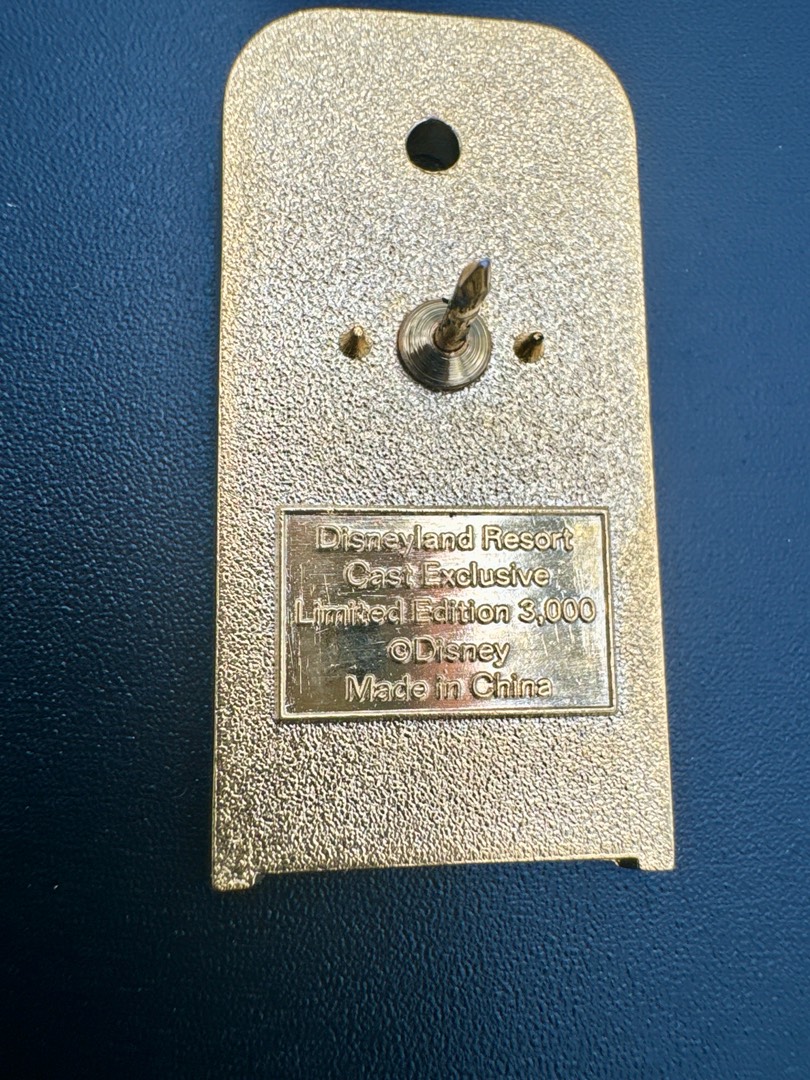 Disneyland Resort
Cast Exclusive
Limited Edition 3,000
©Disney
Made in China